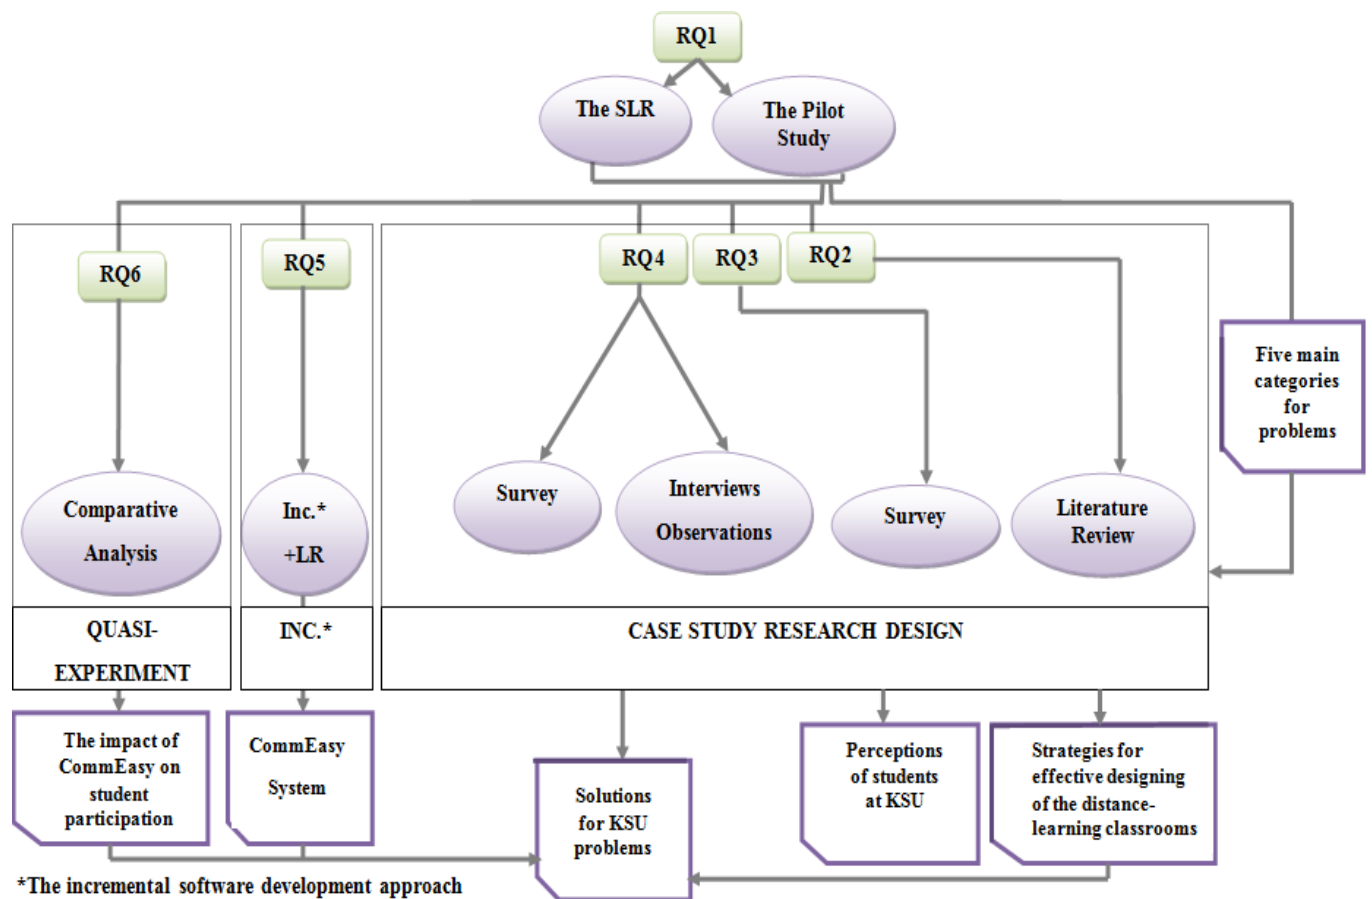 RQ1
The SLR
The Pilot
Study
RQ6
RQ5
RQ4
RQ3
RQ2
Five main
categories
for
problems
Comparative
Analysis
Inc.*
+LR
Survey
Interviews
Observations
Survey
Literature
Review
QUASI-
EXPERIMENT
INC.*
CASE STUDY RESEARCH DESIGN
The impact of
CommEasy on
student
participation
CommEasy
System
Solutions
for KSU
problems
Perceptions
of students
at KSU
Strategies for
effective designing
of the distance-
learning classrooms
*The incremental software development approach